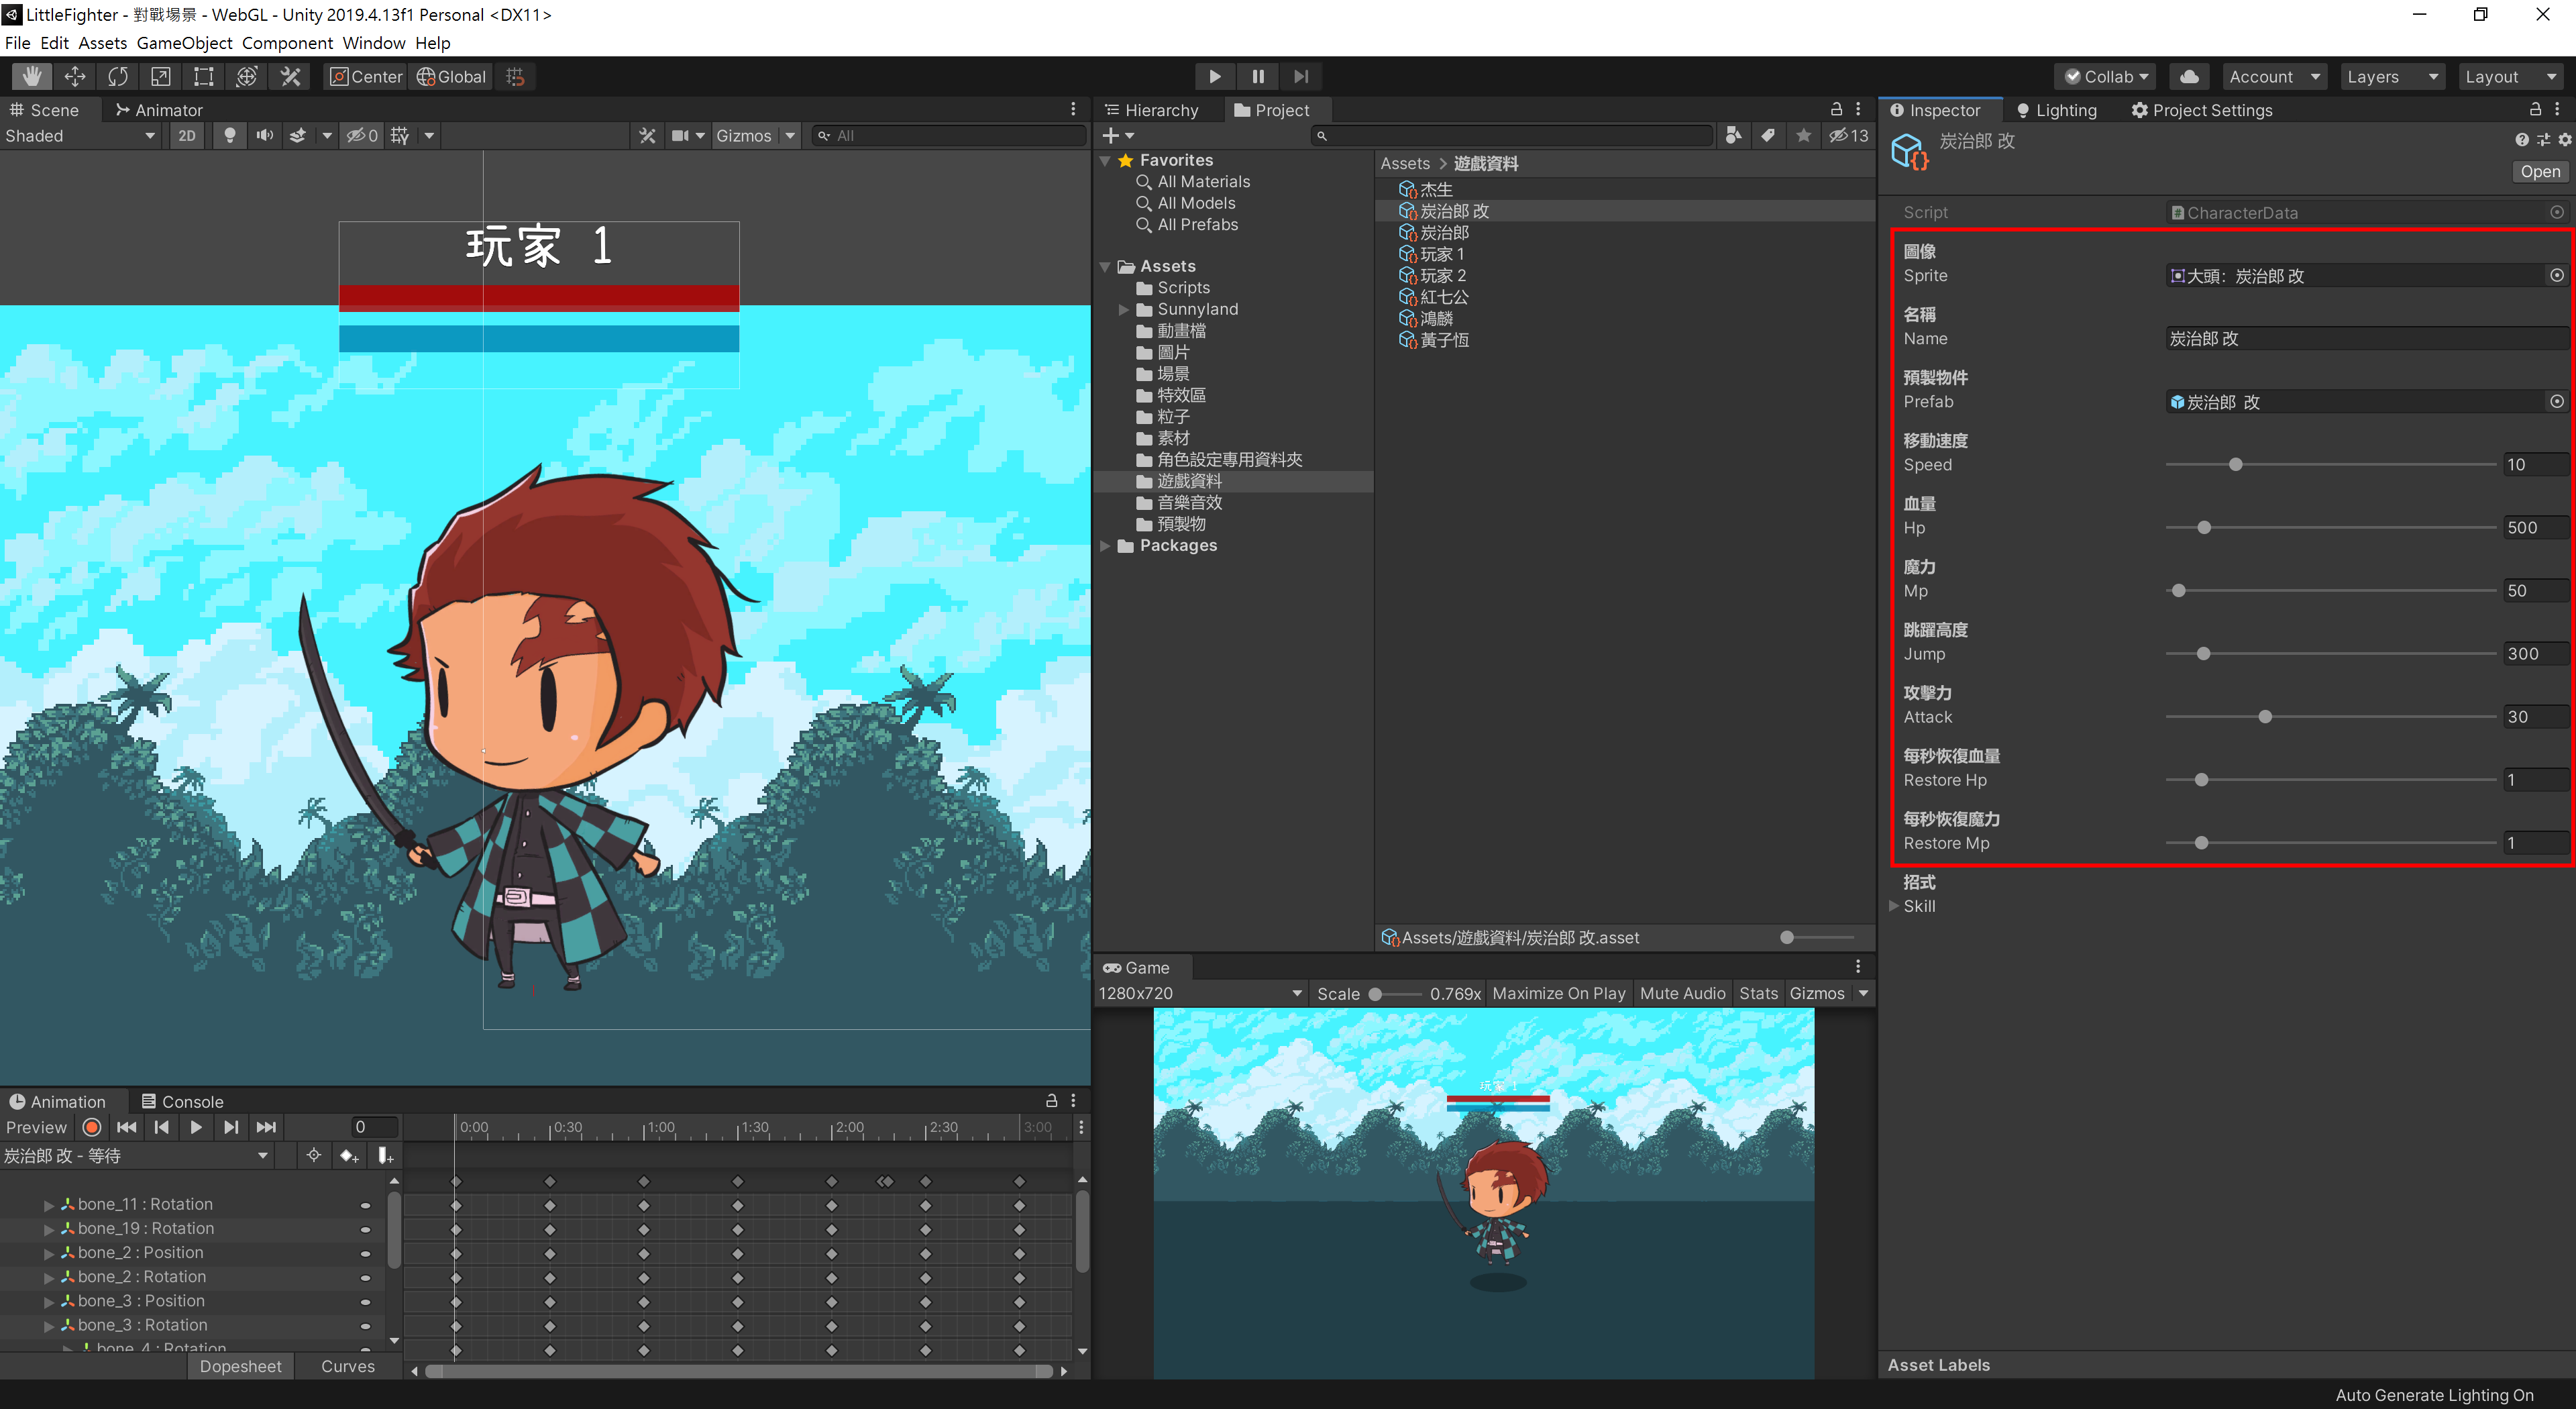 LittleFighter - 對戰場景 - WebGL - Unity 2019.4.13f1 Personal <DX11>
File Edit Assets GameObject Component Window Help
Center Global
Collab Account Layers Layout
Scene Animator
Shaded 2D 0 Gizmos All
玩家 1
Hierarchy Project
13
Favorites
All Materials
All Models
All Prefabs
Assets
Scripts
Sunnyland
動畫檔
圖片
場景
特效區
粒子
素材
角色設定專用資料夾
遊戲資料
音樂音效
預製物
Packages
Assets > 遊戲資料
杰生
炭治郎 改
炭治郎
玩家 1
玩家 2
紅七公
鴻麟
黃子恆
Assets/遊戲資料/炭治郎 改.asset
Game
1280x720 Scale 0.769x Maximize On Play Mute Audio Stats Gizmos
玩家 1
Inspector Lighting Project Settings
炭治郎 改
Open
Script CharacterData
圖像
Sprite 大頭：炭治郎 改
名稱
Name 炭治郎 改
預製物件
Prefab 炭治郎 改
移動速度
Speed 10
血量
Hp 500
魔力
Mp 50
跳躍高度
Jump 300
攻擊力
Attack 30
每秒恢復血量
Restore Hp 1
每秒恢復魔力
Restore Mp 1
招式
Skill
Asset Labels
Animation Console
Preview 0 0:00 0:30 1:00 1:30 2:00 2:30 3:00
炭治郎 改 - 等待
bone_11 : Rotation
bone_19 : Rotation
bone_2 : Position
bone_2 : Rotation
bone_3 : Position
bone_3 : Rotation
bone_4 : Rotation
Dopesheet Curves
Auto Generate Lighting On